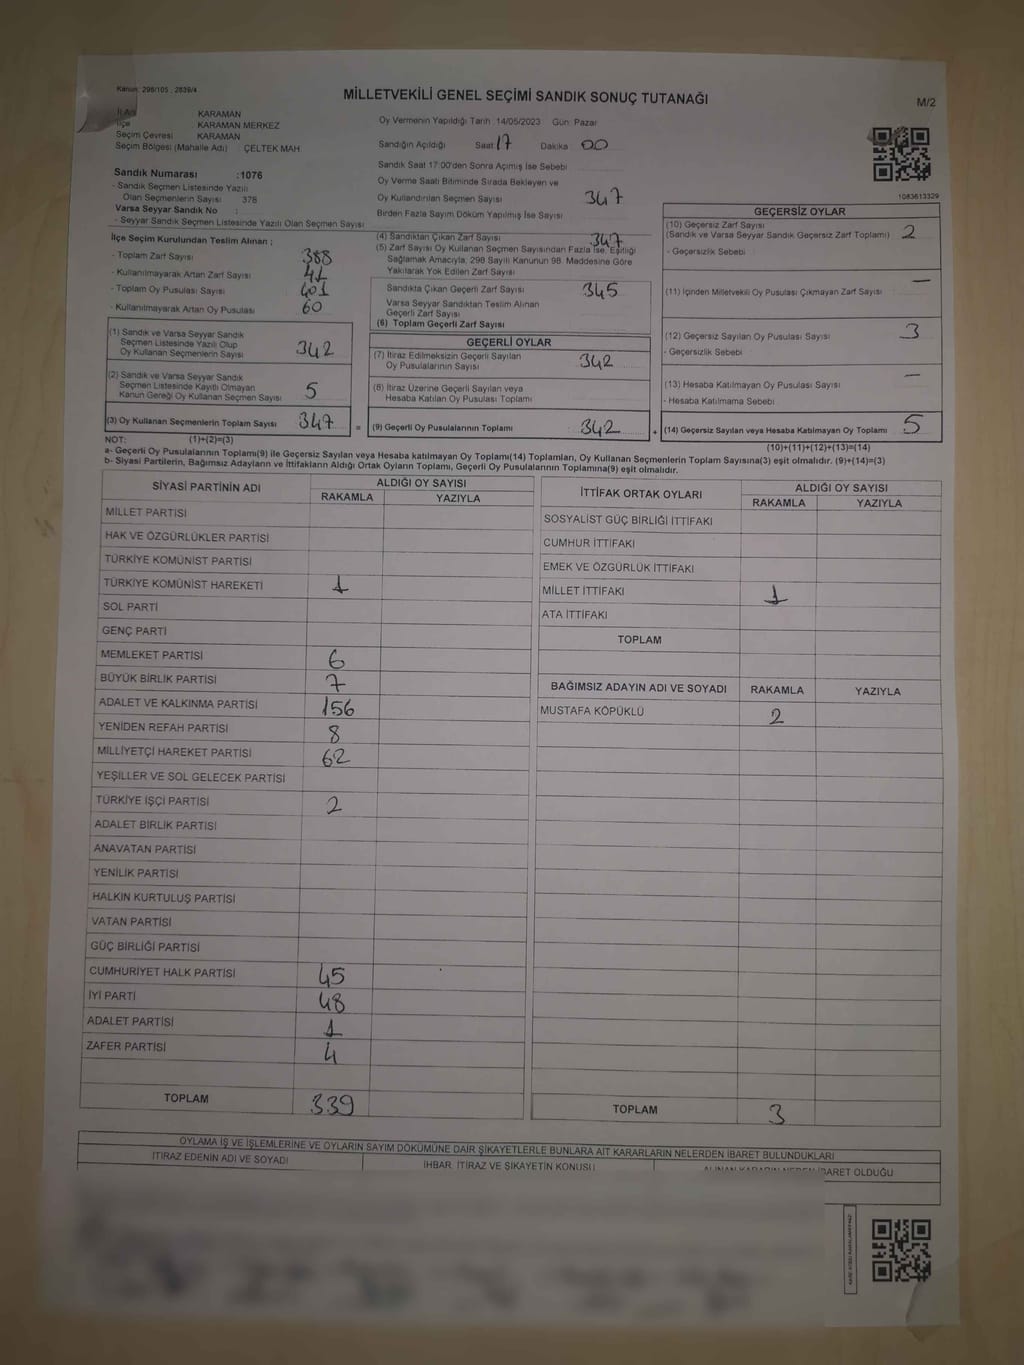 Kanun: 298/105 , 2839/4
MİLLETVEKİLİ GENEL SEÇİMİ SANDIK SONUÇ TUTANAĞI
M/2
İl Adı KARAMAN
İlçe KARAMAN MERKEZ
Seçim Çevresi KARAMAN
Seçim Bölgesi (Mahalle Adı) ÇELTEK MAH.
Oy Vermenin Yapıldığı Tarih :14/05/2023 Gün: Pazar
Sandığın Açıldığı Saat 17 Dakika 00
Sandık Saat 17:00'den Sonra Açımış İse Sebebi
Oy Verme Saati Bitiminde Sırada Bekleyen ve
Oy Kullandırılan Seçmen Sayısı 347
Birden Fazla Sayım Döküm Yapılmış İse Sayısı
1083613329
Sandık Numarası :1076
- Sandık Seçmen Listesinde Yazılı
Olan Seçmenlerin Sayısı 378
Varsa Seyyar Sandık No :
- Seyyar Sandık Seçmen Listesinde Yazılı Olan Seçmen Sayısı
İlçe Seçim Kurulundan Teslim Alınan ;
- Toplam Zarf Sayısı 388
- Kullanılmayarak Artan Zarf Sayısı 41
- Toplam Oy Pusulası Sayısı 401
- Kullanılmayarak Artan Oy Pusulası 60
(1) Sandık ve Varsa Seyyar Sandık
Seçmen Listesinde Yazılı Olup
Oy Kullanan Seçmenlerin Sayısı 342
(2) Sandık ve Varsa Seyyar Sandık
Seçmen Listesinde Kayıtlı Olmayan
Kanun Gereği Oy Kullanan Seçmen Sayısı 5
(3) Oy Kullanan Seçmenlerin Toplam Sayısı 347 =
(4) Sandıktan Çıkan Zarf Sayısı 347
(5) Zarf Sayısı Oy Kullanan Seçmen Sayısından Fazla İse, Eşitliği
Sağlamak Amacıyla, 298 Sayılı Kanunun 98. Maddesine Göre
Yakılarak Yok Edilen Zarf Sayısı
Sandıkta Çıkan Geçerli Zarf Sayısı 345
Varsa Seyyar Sandıktan Teslim Alınan
Geçerli Zarf Sayısı
(6) Toplam Geçerli Zarf Sayısı
GEÇERLİ OYLAR
(7) İtiraz Edilmeksizin Geçerli Sayılan
Oy Pusulalarının Sayısı 342
(8) İtiraz Üzerine Geçerli Sayılan veya
Hesaba Katılan Oy Pusulası Toplamı
(9) Geçerli Oy Pusulalarının Toplamı 342 +
GEÇERSİZ OYLAR
(10) Geçersiz Zarf Sayısı
(Sandık ve Varsa Seyyar Sandık Geçersiz Zarf Toplamı) 2
- Geçersizlik Sebebi
(11) İçinden Milletvekili Oy Pusulası Çıkmayan Zarf Sayısı —
(12) Geçersiz Sayılan Oy Pusulası Sayısı 3
- Geçersizlik Sebebi
(13) Hesaba Katılmayan Oy Pusulası Sayısı —
- Hesaba Katılmama Sebebi
(14) Geçersiz Sayılan veya Hesaba Katılmayan Oy Toplamı 5
NOT: (1)+(2)=(3)
(10)+(11)+(12)+(13)=(14)
a- Geçerli Oy Pusulalarının Toplamı(9) ile Geçersiz Sayılan veya Hesaba katılmayan Oy Toplamı(14) Toplamları, Oy Kullanan Seçmenlerin Toplam Sayısına(3) eşit olmalıdır. (9)+(14)=(3)
b- Siyasi Partilerin, Bağımsız Adayların ve İttifakların Aldığı Ortak Oyların Toplamı, Geçerli Oy Pusulalarının Toplamına(9) eşit olmalıdır.
SİYASİ PARTİNİN ADI ALDIĞI OY SAYISI
RAKAMLA YAZIYLA
MİLLET PARTİSİ
HAK VE ÖZGÜRLÜKLER PARTİSİ
TÜRKİYE KOMÜNİST PARTİSİ
TÜRKİYE KOMÜNİST HAREKETİ 1
SOL PARTİ
GENÇ PARTİ
MEMLEKET PARTİSİ 6
BÜYÜK BİRLİK PARTİSİ 7
ADALET VE KALKINMA PARTİSİ 156
YENİDEN REFAH PARTİSİ 8
MİLLİYETÇİ HAREKET PARTİSİ 62
YEŞİLLER VE SOL GELECEK PARTİSİ
TÜRKİYE İŞÇİ PARTİSİ 2
ADALET BİRLİK PARTİSİ
ANAVATAN PARTİSİ
YENİLİK PARTİSİ
HALKIN KURTULUŞ PARTİSİ
VATAN PARTİSİ
GÜÇ BİRLİĞİ PARTİSİ
CUMHURİYET HALK PARTİSİ 45
İYİ PARTİ 48
ADALET PARTİSİ 1
ZAFER PARTİSİ 4
TOPLAM 339
İTTİFAK ORTAK OYLARI ALDIĞI OY SAYISI
RAKAMLA YAZIYLA
SOSYALİST GÜÇ BİRLİĞİ İTTİFAKI
CUMHUR İTTİFAKI
EMEK VE ÖZGÜRLÜK İTTİFAKI
MİLLET İTTİFAKI 1
ATA İTTİFAKI
TOPLAM
BAĞIMSIZ ADAYIN ADI VE SOYADI RAKAMLA YAZIYLA
MUSTAFA KÖPÜKLÜ 2
TOPLAM 3
OYLAMA İŞ VE İŞLEMLERİNE VE OYLARIN SAYIM DÖKÜMÜNE DAİR ŞİKAYETLERLE BUNLARA AİT KARARLARIN NELERDEN İBARET BULUNDUKLARI
İTİRAZ EDENİN ADI VE SOYADI
İHBAR, İTİRAZ VE ŞİKAYETİN KONUSU
ALINAN KARARIN NEDEN İBARET OLDUĞU